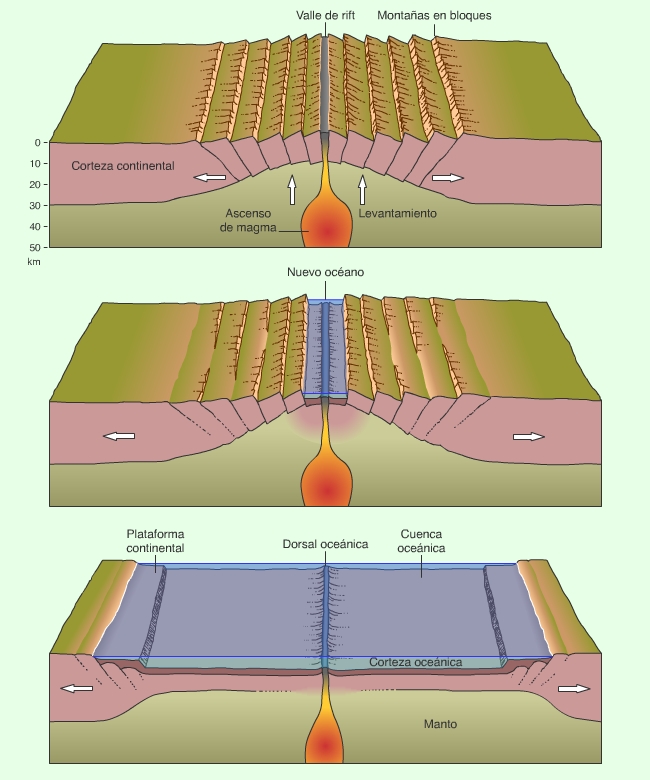 Valle de rift
Montañas en bloques
0
10
20
30
40
50
km
Corteza continental
Ascenso
de magma
Levantamiento
Nuevo océano
Plataforma
continental
Dorsal oceánica
Cuenca
oceánica
Corteza oceánica
Manto